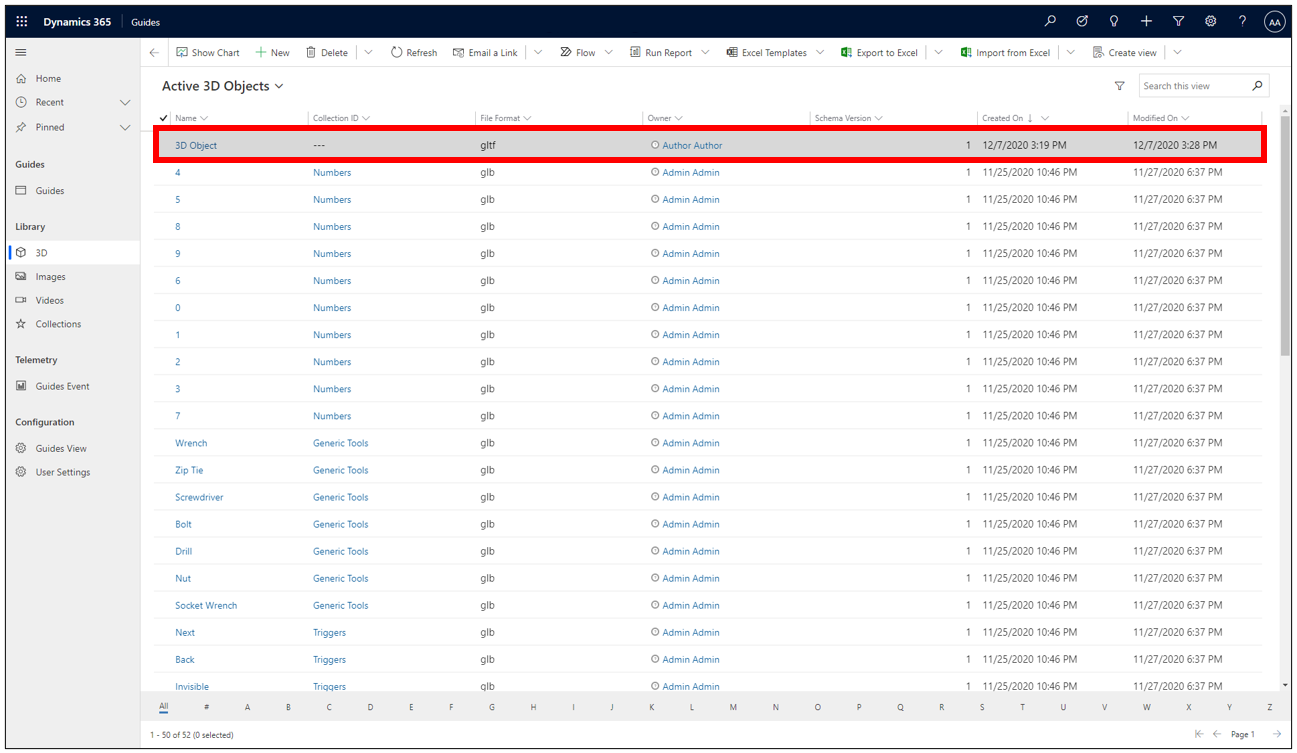 Dynamics 365 Guides AA
Show Chart New Delete Refresh Email a Link Flow Run Report Excel Templates Export to Excel Import from Excel Create view
Home
Recent
Pinned
Guides
Guides
Library
3D
Images
Videos
Collections
Telemetry
Guides Event
Configuration
Guides View
User Settings
Active 3D Objects Search this view
Name Collection ID File Format Owner Schema Version Created On ↓ Modified On
3D Object --- gltf Author Author 1 12/7/2020 3:19 PM 12/7/2020 3:28 PM
4 Numbers glb Admin Admin 1 11/25/2020 10:46 PM 11/27/2020 6:37 PM
5 Numbers glb Admin Admin 1 11/25/2020 10:46 PM 11/27/2020 6:37 PM
8 Numbers glb Admin Admin 1 11/25/2020 10:46 PM 11/27/2020 6:37 PM
9 Numbers glb Admin Admin 1 11/25/2020 10:46 PM 11/27/2020 6:37 PM
6 Numbers glb Admin Admin 1 11/25/2020 10:46 PM 11/27/2020 6:37 PM
0 Numbers glb Admin Admin 1 11/25/2020 10:46 PM 11/27/2020 6:37 PM
1 Numbers glb Admin Admin 1 11/25/2020 10:46 PM 11/27/2020 6:37 PM
2 Numbers glb Admin Admin 1 11/25/2020 10:46 PM 11/27/2020 6:37 PM
3 Numbers glb Admin Admin 1 11/25/2020 10:46 PM 11/27/2020 6:37 PM
7 Numbers glb Admin Admin 1 11/25/2020 10:46 PM 11/27/2020 6:37 PM
Wrench Generic Tools glb Admin Admin 1 11/25/2020 10:46 PM 11/27/2020 6:37 PM
Zip Tie Generic Tools glb Admin Admin 1 11/25/2020 10:46 PM 11/27/2020 6:37 PM
Screwdriver Generic Tools glb Admin Admin 1 11/25/2020 10:46 PM 11/27/2020 6:37 PM
Bolt Generic Tools glb Admin Admin 1 11/25/2020 10:46 PM 11/27/2020 6:37 PM
Drill Generic Tools glb Admin Admin 1 11/25/2020 10:46 PM 11/27/2020 6:37 PM
Nut Generic Tools glb Admin Admin 1 11/25/2020 10:46 PM 11/27/2020 6:37 PM
Socket Wrench Generic Tools glb Admin Admin 1 11/25/2020 10:46 PM 11/27/2020 6:37 PM
Next Triggers glb Admin Admin 1 11/25/2020 10:46 PM 11/27/2020 6:37 PM
Back Triggers glb Admin Admin 1 11/25/2020 10:46 PM 11/27/2020 6:37 PM
Invisible Triggers glb Admin Admin 1 11/25/2020 10:46 PM 11/27/2020 6:37 PM
All # A B C D E F G H I J K L M N O P Q R S T U V W X Y Z
1 - 50 of 52 (0 selected) Page 1